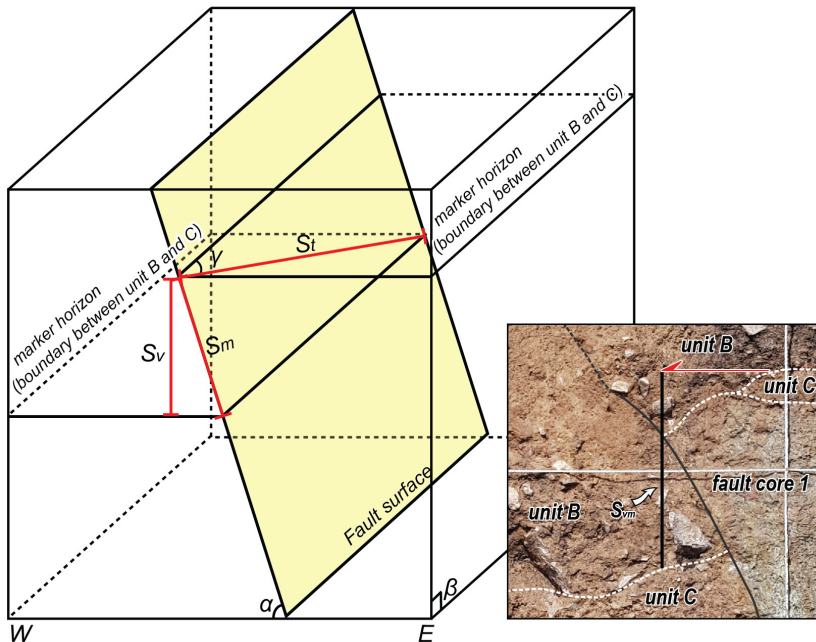 marker horizon
(boundary between unit B and C)
marker horizon
(boundary between unit B and C)
St
γ
Sv
Sm
Fault surface
α
β
W
E
unit B
unit C
fault core 1
unit B
Svm
unit C